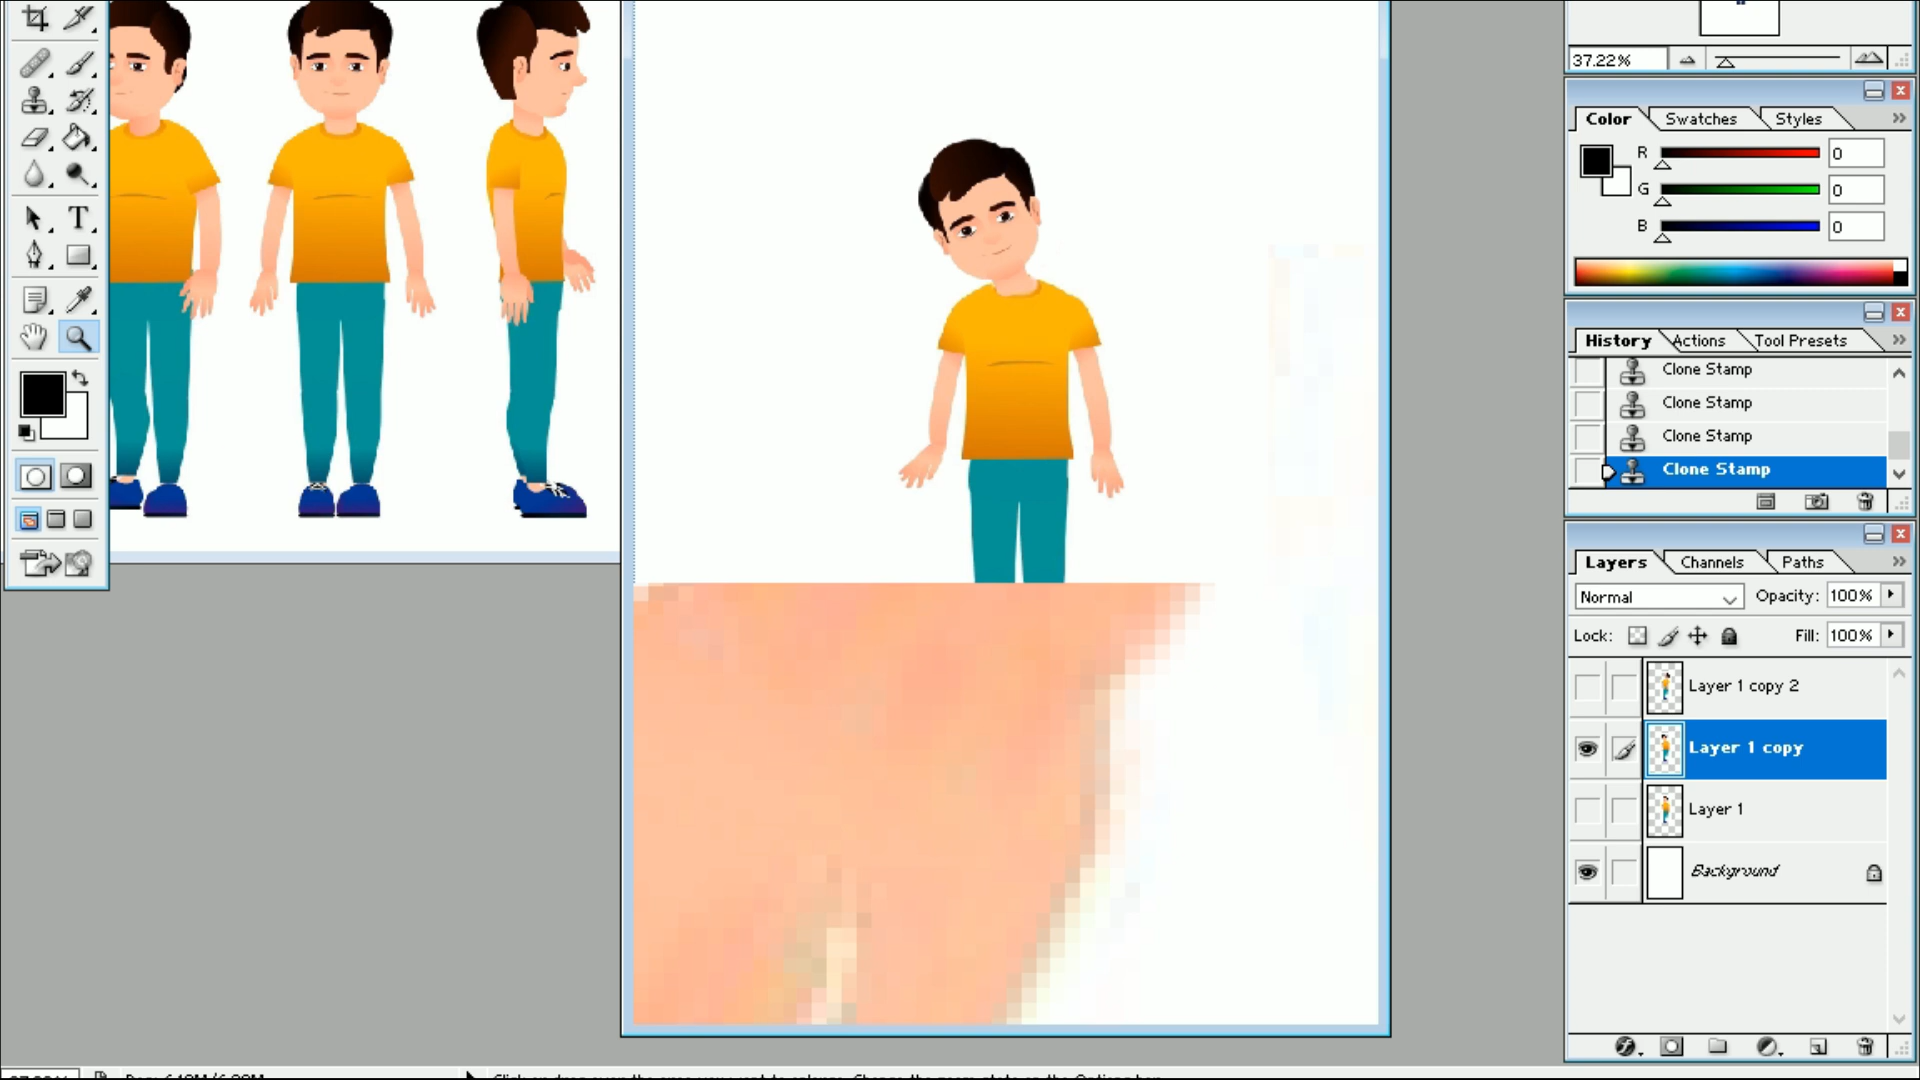 T
37.22%
Color
Swatches
Styles
R
0
G
0
B
0
History
Actions
Tool Presets
Clone Stamp
Clone Stamp
Clone Stamp
Clone Stamp
Layers
Channels
Paths
Normal
Opacity: 100%
Lock:
Fill: 100%
Layer 1 copy 2
Layer 1 copy
Layer 1
Background